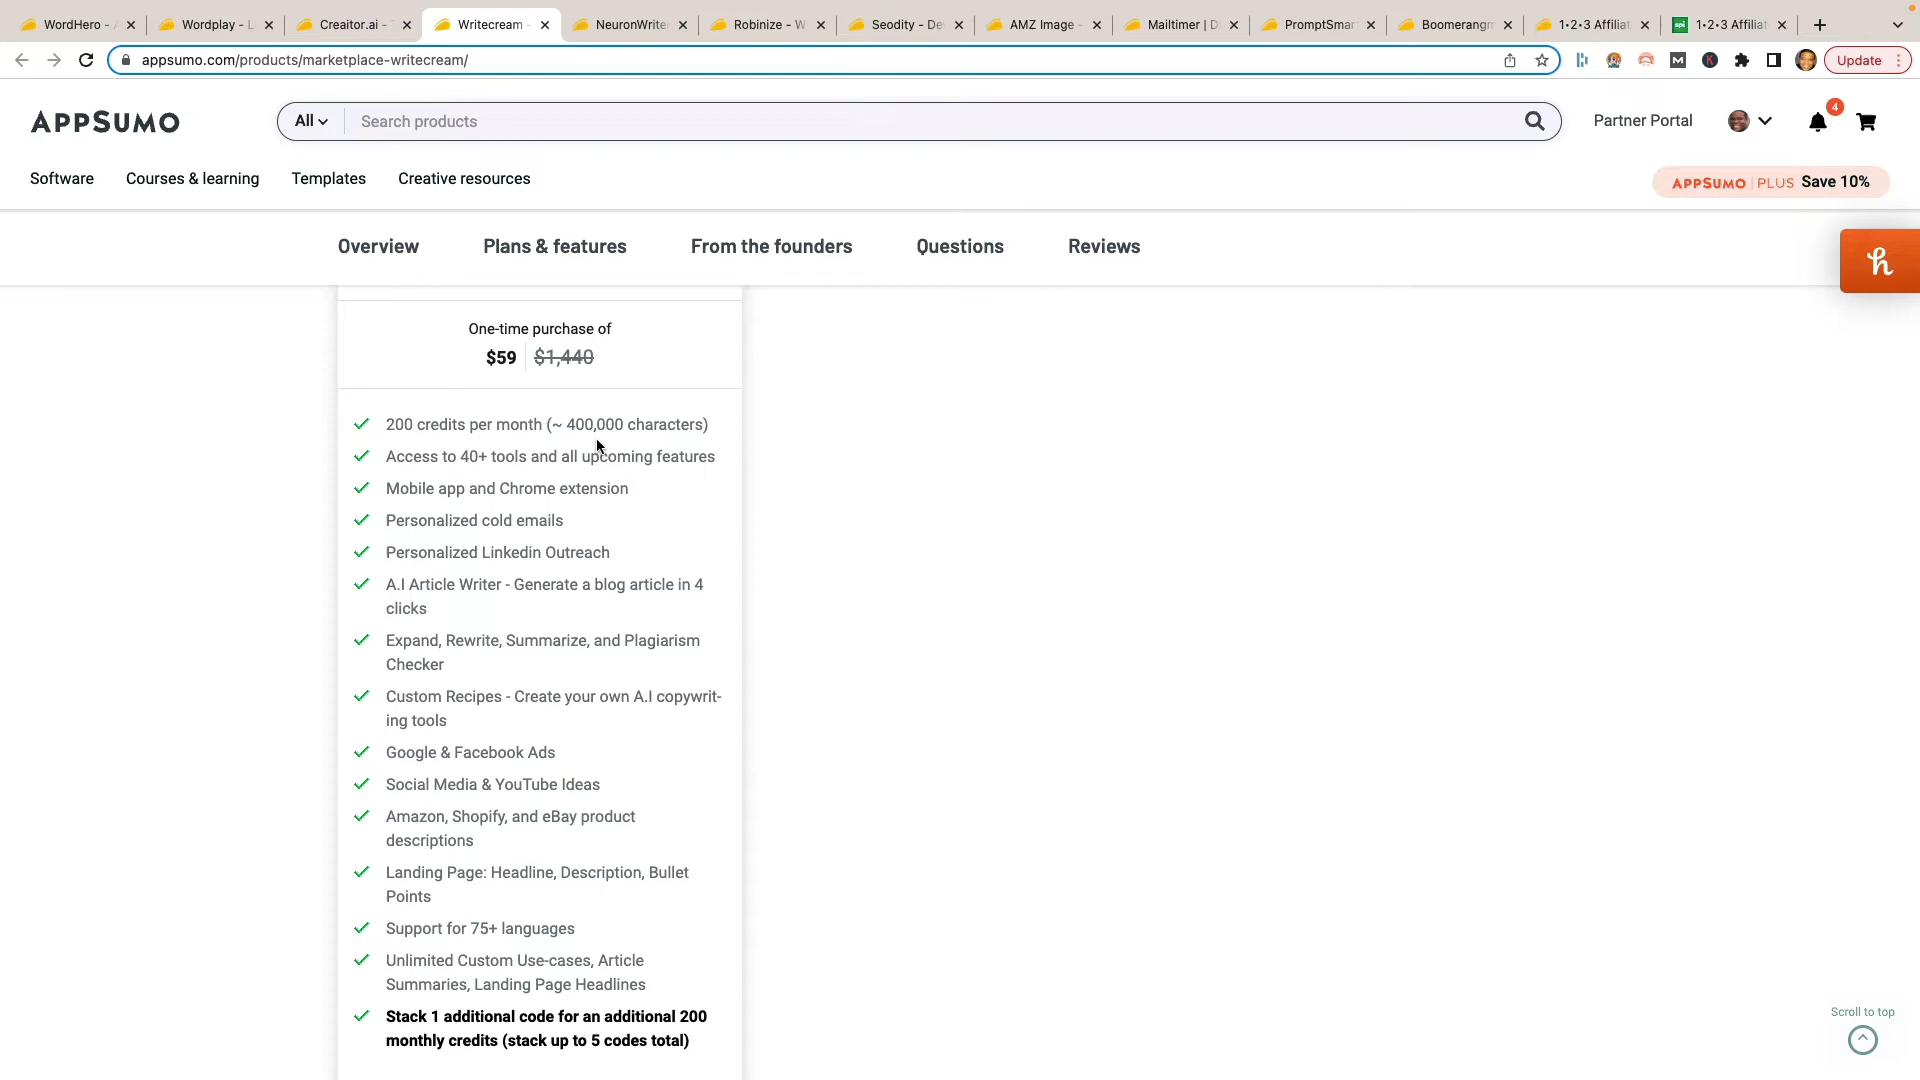 WordHero -
Wordplay - L
Creaitor.ai -
Writecream -
NeuronWrite
Robinize - W
Seodity - De
AMZ Image -
Mailtimer | D
PromptSmar
Boomerangm
1•2•3 Affiliat
spi
1•2•3 Affiliat
appsumo.com/products/marketplace-writecream/
M
K
Update
APPSUMO
All
Search products
Partner Portal
4
Software
Courses & learning
Templates
Creative resources
APPSUMO | PLUS Save 10%
Overview
Plans & features
From the founders
Questions
Reviews
h
One-time purchase of
$59 $1,440
200 credits per month (~ 400,000 characters)
Access to 40+ tools and all upcoming features
Mobile app and Chrome extension
Personalized cold emails
Personalized Linkedin Outreach
A.I Article Writer - Generate a blog article in 4
clicks
Expand, Rewrite, Summarize, and Plagiarism
Checker
Custom Recipes - Create your own A.I copywrit-
ing tools
Google & Facebook Ads
Social Media & YouTube Ideas
Amazon, Shopify, and eBay product
descriptions
Landing Page: Headline, Description, Bullet
Points
Support for 75+ languages
Unlimited Custom Use-cases, Article
Summaries, Landing Page Headlines
Stack 1 additional code for an additional 200
monthly credits (stack up to 5 codes total)
Scroll to top